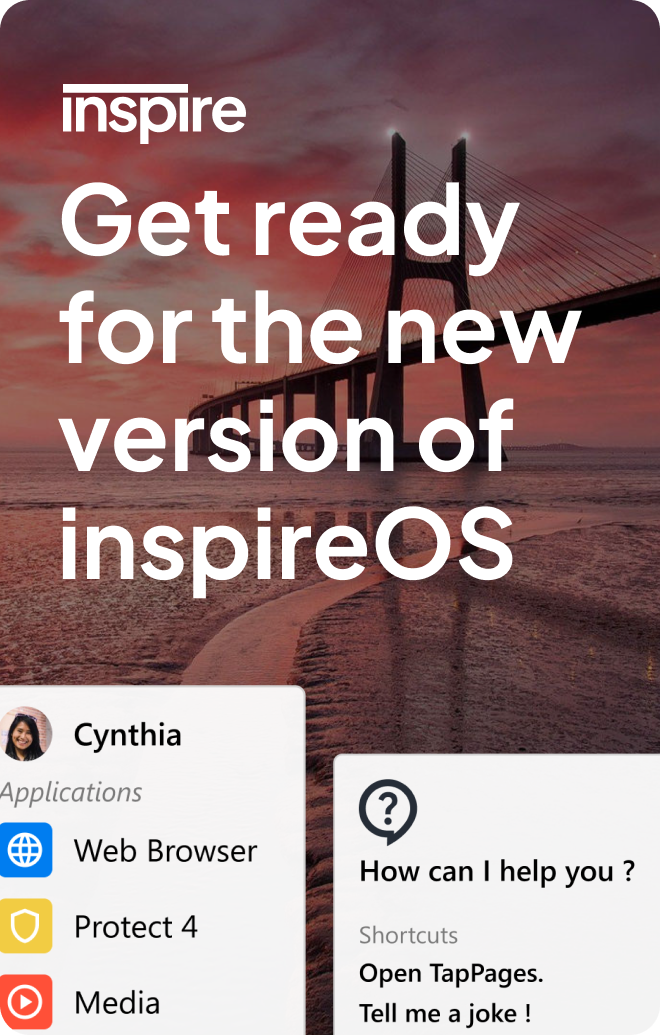 inspire
Get ready
for the new
version of
inspireOS
Cynthia
Applications
Web Browser
Protect 4
Media
How can I help you ?
Shortcuts
Open TapPages.
Tell me a joke !